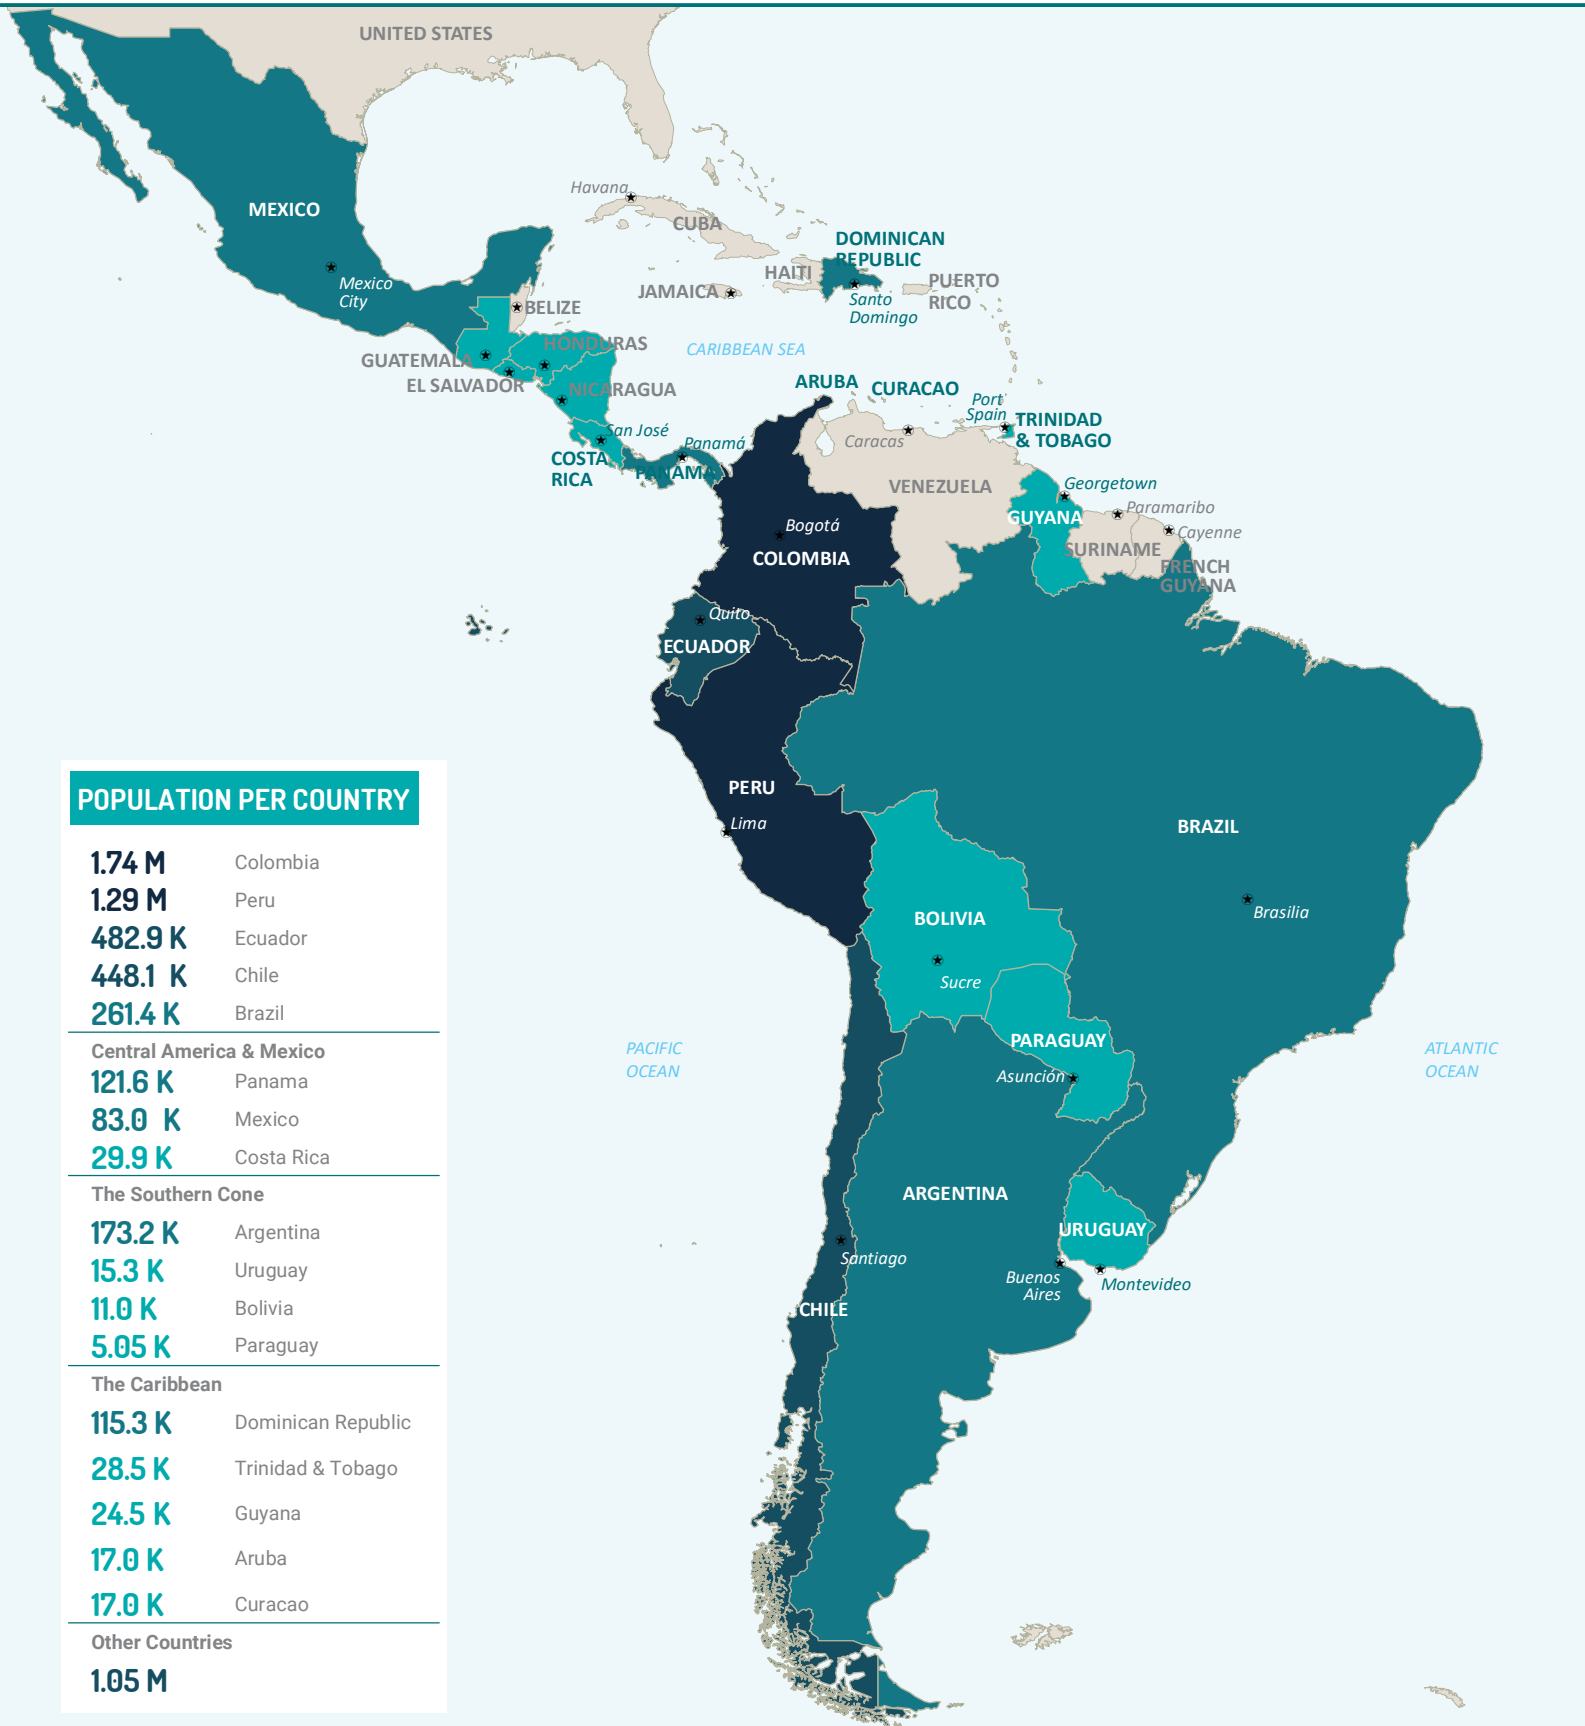 UNITED STATES
MEXICO
Mexico
City
Havana
CUBA
DOMINICAN
REPUBLIC
HAITI
JAMAICA
PUERTO
RICO
Santo
Domingo
BELIZE
HONDURAS
GUATEMALA
EL SALVADOR
NICARAGUA
CARIBBEAN SEA
ARUBA
CURACAO
Port
Spain
TRINIDAD
& TOBAGO
San José
Panamá
COSTA
RICA
PANAMA
Caracas
VENEZUELA
Georgetown
GUYANA
Paramaribo
Cayenne
SURINAME
FRENCH
GUYANA
Bogotá
COLOMBIA
Quito
ECUADOR
PERU
Lima
BRAZIL
Brasilia
BOLIVIA
Sucre
PARAGUAY
Asunción
PACIFIC
OCEAN
ATLANTIC
OCEAN
ARGENTINA
URUGUAY
Santiago
Buenos
Aires
Montevideo
CHILE
POPULATION PER COUNTRY
1.74 M Colombia
1.29 M Peru
482.9 K Ecuador
448.1 K Chile
261.4 K Brazil
Central America & Mexico
121.6 K Panama
83.0 K Mexico
29.9 K Costa Rica
The Southern Cone
173.2 K Argentina
15.3 K Uruguay
11.0 K Bolivia
5.05 K Paraguay
The Caribbean
115.3 K Dominican Republic
28.5 K Trinidad & Tobago
24.5 K Guyana
17.0 K Aruba
17.0 K Curacao
Other Countries
1.05 M